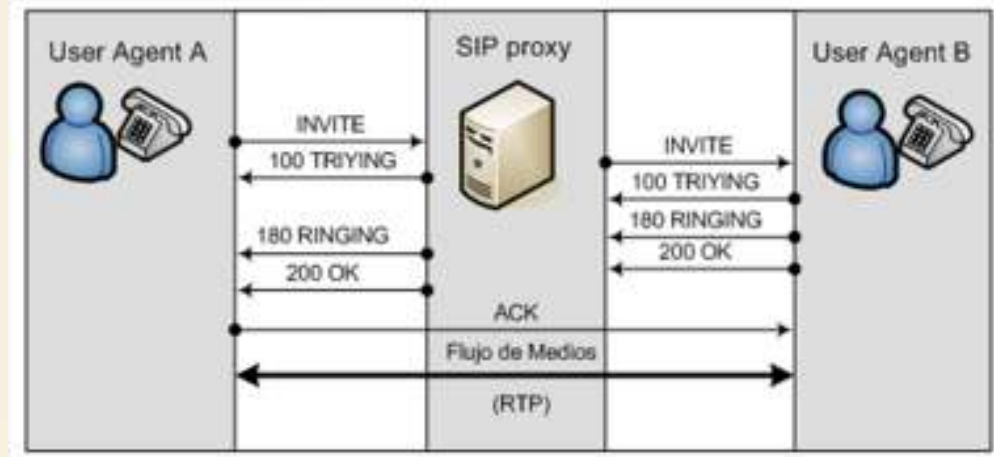 User Agent A
SIP proxy
User Agent B
INVITE
100 TRIYING
180 RINGING
200 OK
INVITE
100 TRIYING
180 RINGING
200 OK
ACK
Flujo de Medios
(RTP)